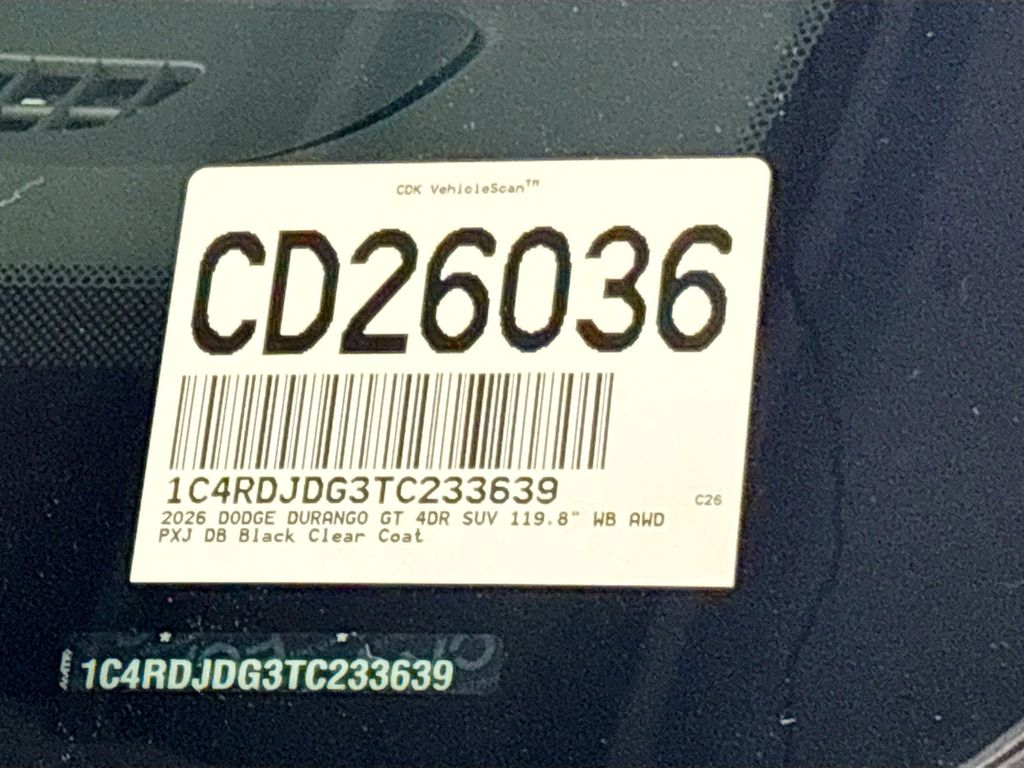 CDK VehicleScan™
CD26036
1C4RDJDG3TC233639
C26
2026 DODGE DURANGO GT 4DR SUV 119.8" WB AWD
PXJ DB Black Clear Coat
1C4RDJDG3TC233639